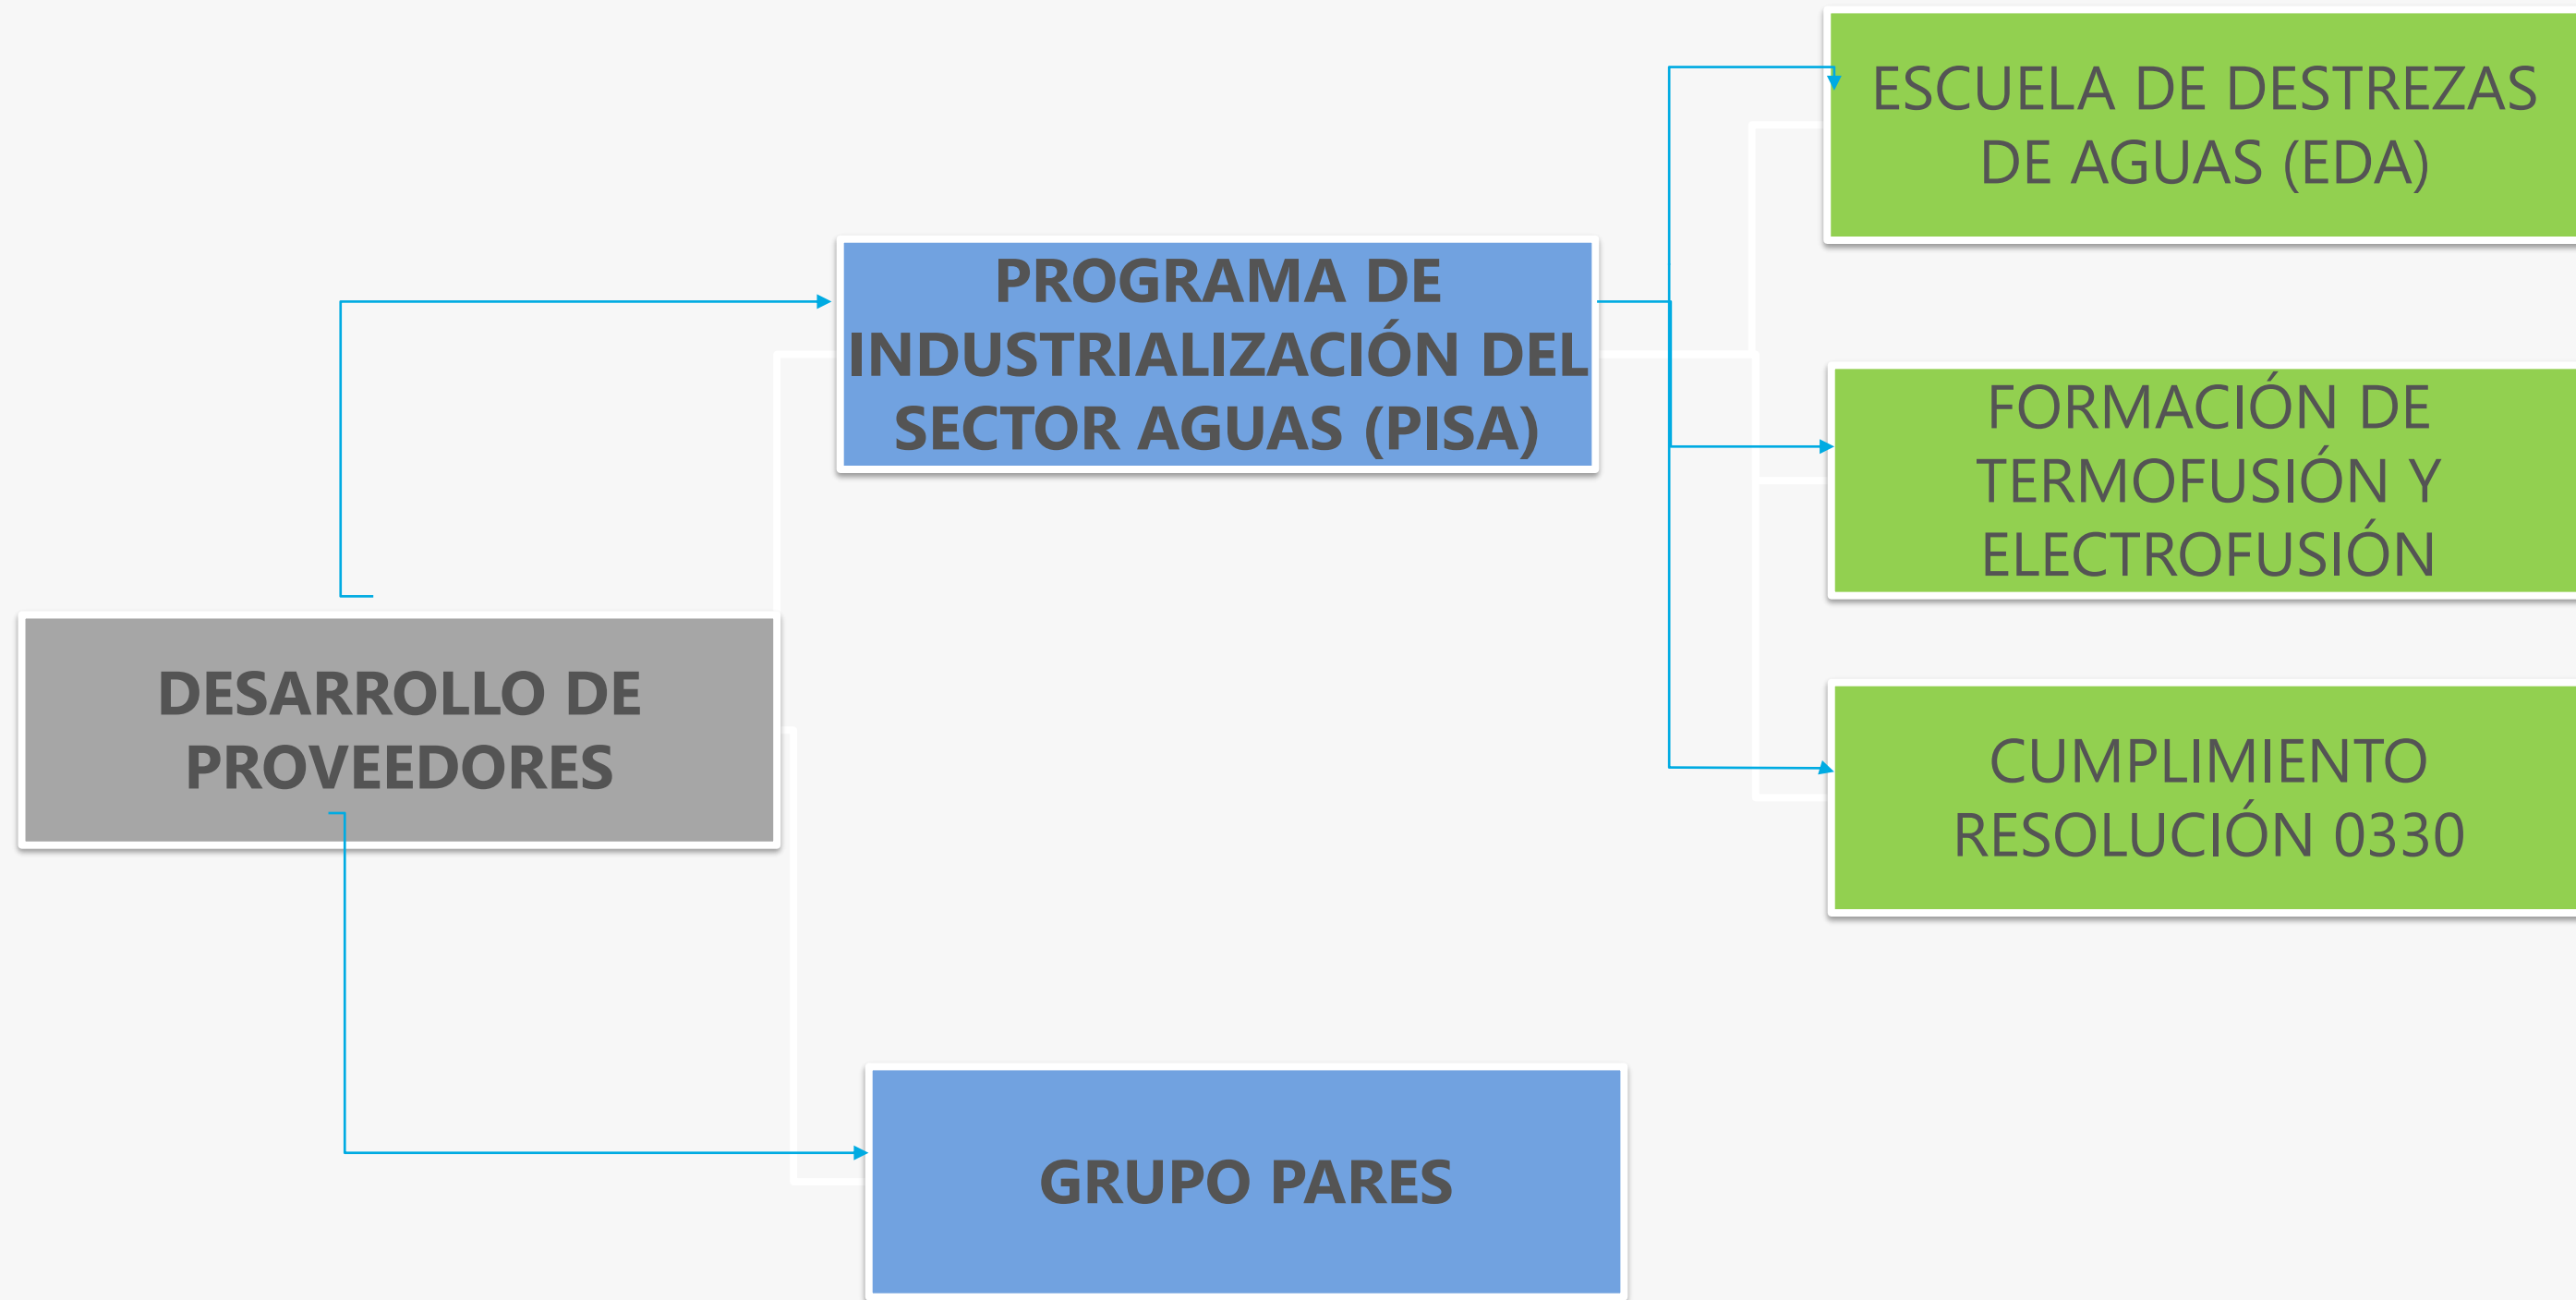 DESARROLLO DE
PROVEEDORES
PROGRAMA DE
INDUSTRIALIZACIÓN DEL
SECTOR AGUAS (PISA)
ESCUELA DE DESTREZAS
DE AGUAS (EDA)
FORMACIÓN DE
TERMOFUSIÓN Y
ELECTROFUSIÓN
CUMPLIMIENTO
RESOLUCIÓN 0330
GRUPO PARES